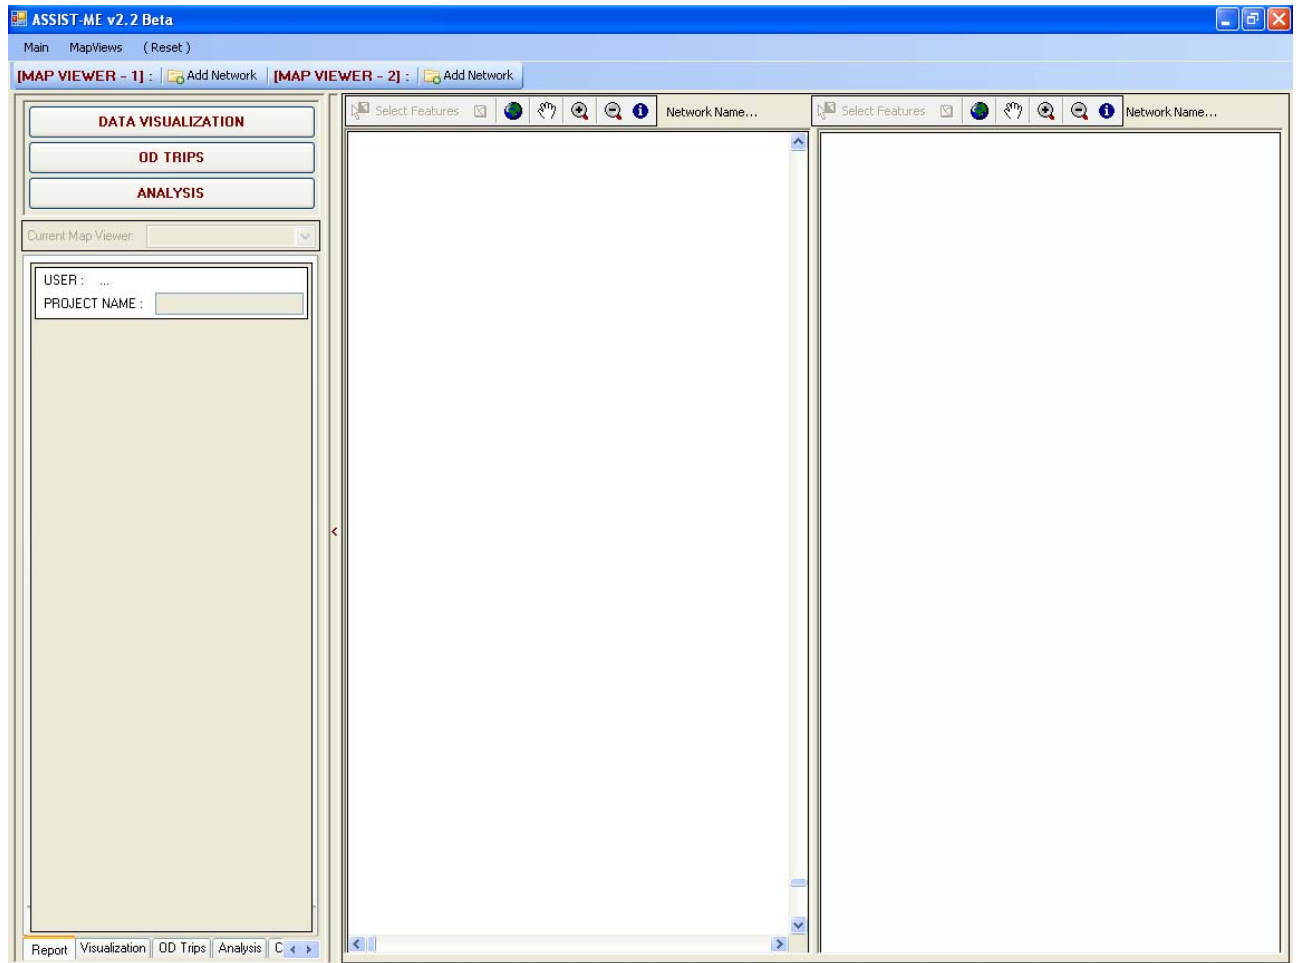 ASSIST-ME v2.2 Beta
Main MapViews ( Reset )
[MAP VIEWER - 1] : Add Network [MAP VIEWER - 2] : Add Network
DATA VISUALIZATION
OD TRIPS
ANALYSIS
Current Map Viewer:
USER : ...
PROJECT NAME :
Select Features Network Name...
Select Features Network Name...
<
Report Visualization OD Trips Analysis C